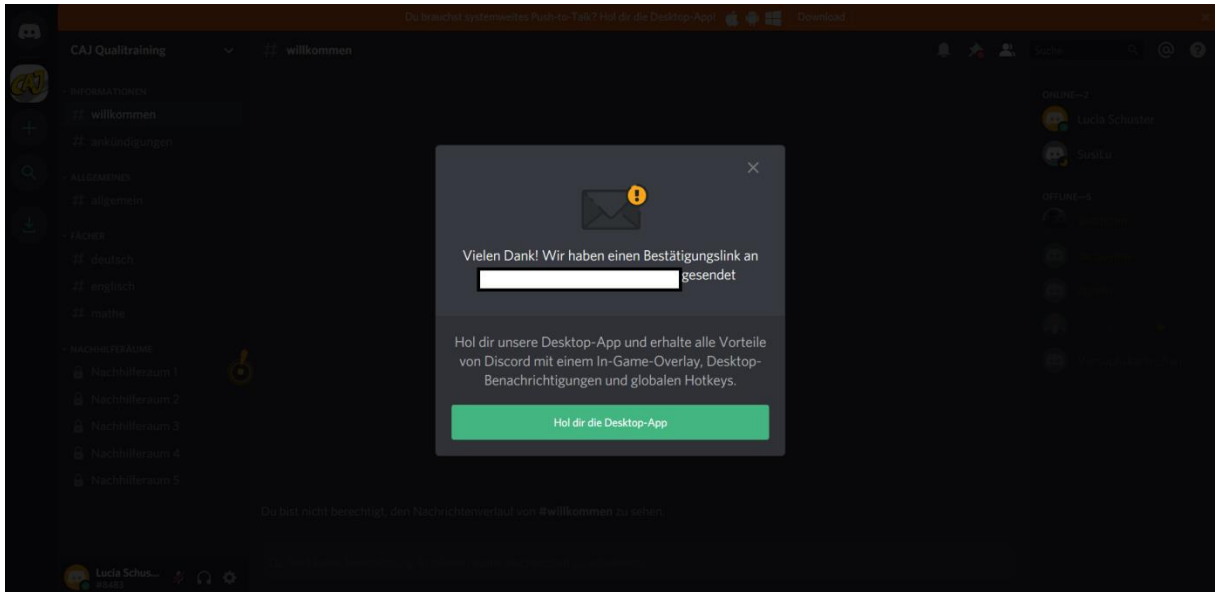 Du brauchst systemweites Push-to-Talk? Hol dir die Desktop-App!
Download
CAJ Qualitraining
willkommen
Suche
CAJ
INFORMATIONEN
willkommen
ankündigungen
ALLGEMEINES
allgemein
FÄCHER
deutsch
englisch
mathe
NACHHILFERÄUME
Nachhilferaum 1
Nachhilferaum 2
Nachhilferaum 3
Nachhilferaum 4
Nachhilferaum 5
Vielen Dank! Wir haben einen Bestätigungslink an
gesendet
Hol dir unsere Desktop-App und erhalte alle Vorteile
von Discord mit einem In-Game-Overlay, Desktop-
Benachrichtigungen und globalen Hotkeys.
Hol dir die Desktop-App
Du bist nicht berechtigt, den Nachrichtenverlauf von #willkommen zu sehen.
ONLINE—2
Lucia Schuster
SusiLu
OFFLINE—5
Lucia Schus...